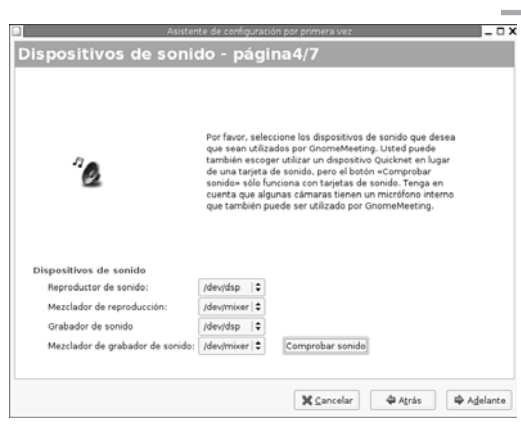 Asistente de configuración por primera vez
Dispositivos de sonido - página4/7
Por favor, seleccione los dispositivos de sonido que desea
que sean utilizados por GnomeMeeting. Usted puede
también escoger utilizar un dispositivo Quicknet en lugar
de una tarjeta de sonido, pero el botón «Comprobar
sonido» sólo funciona con tarjetas de sonido. Tenga en
cuenta que algunas cámaras tienen un micrófono interno
que también puede ser utilizado por GnomeMeeting.
Dispositivos de sonido
Reproductor de sonido: /dev/dsp
Mezclador de reproducción: /dev/mixer
Grabador de sonido /dev/dsp
Mezclador de grabador de sonido: /dev/mixer Comprobar sonido
Cancelar Atrás Adelante